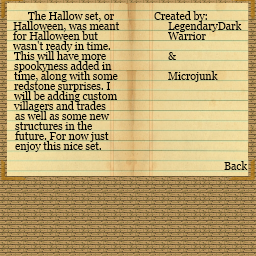 The Hallow set, or
Halloween, was meant
for Halloween but
wasn't ready in time.
This will have more
spookyness added in
time, along with some
redstone surprises. I
will be adding custom
villagers and trades
as well as some new
structures in the
future. For now just
enjoy this nice set.
Created by:
LegendaryDark
Warrior
&
Microjunk
Back